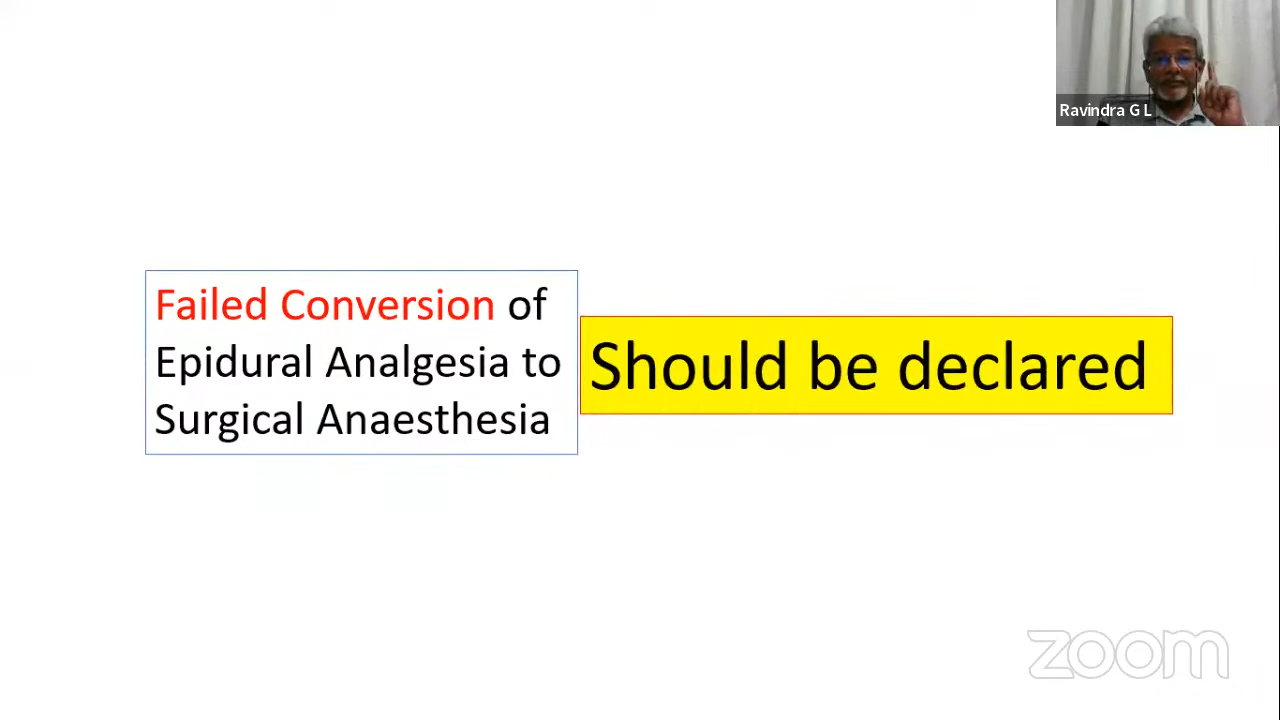 Ravindra G L
Failed Conversion of
Epidural Analgesia to
Surgical Anaesthesia
Should be declared
zoom